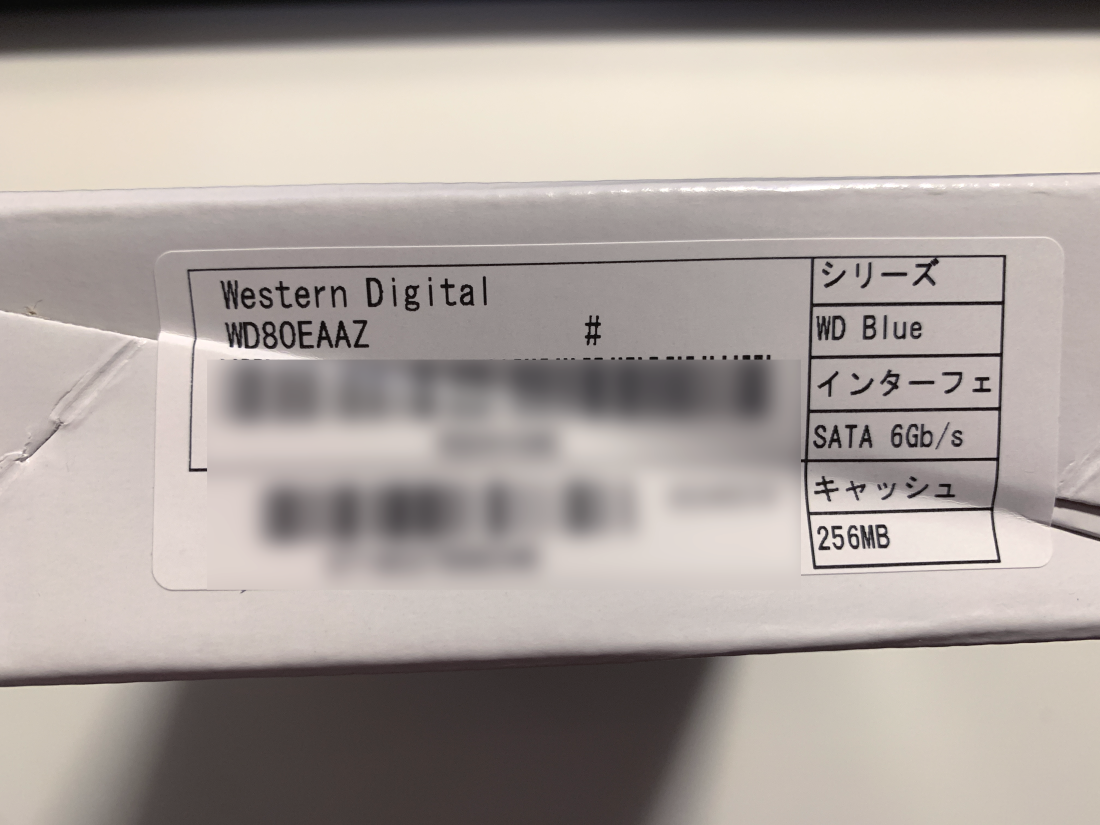 Western Digital
WD80EAAZ #
シリーズ
WD Blue
インターフェ
SATA 6Gb/s
キャッシュ
256MB